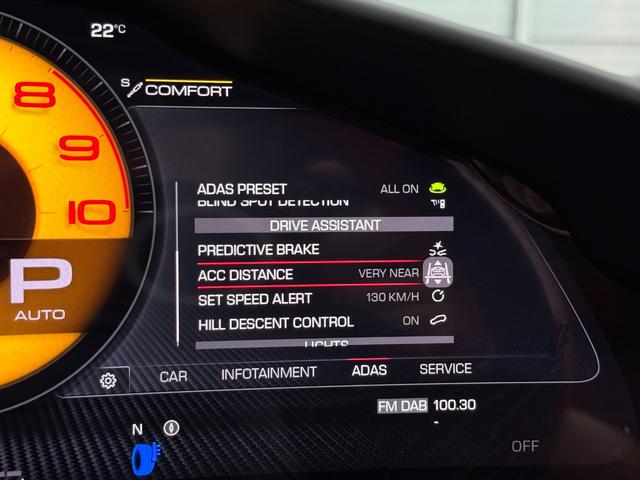 22°C
S COMFORT
8
9
10
ADAS PRESET ALL ON
BLIND SPOT DETECTION
DRIVE ASSISTANT
PREDICTIVE BRAKE
ACC DISTANCE VERY NEAR
SET SPEED ALERT 130 KM/H
HILL DESCENT CONTROL ON
LIGHTS
P
AUTO
CAR INFOTAINMENT ADAS SERVICE
FM DAB 100.30
-
N
OFF